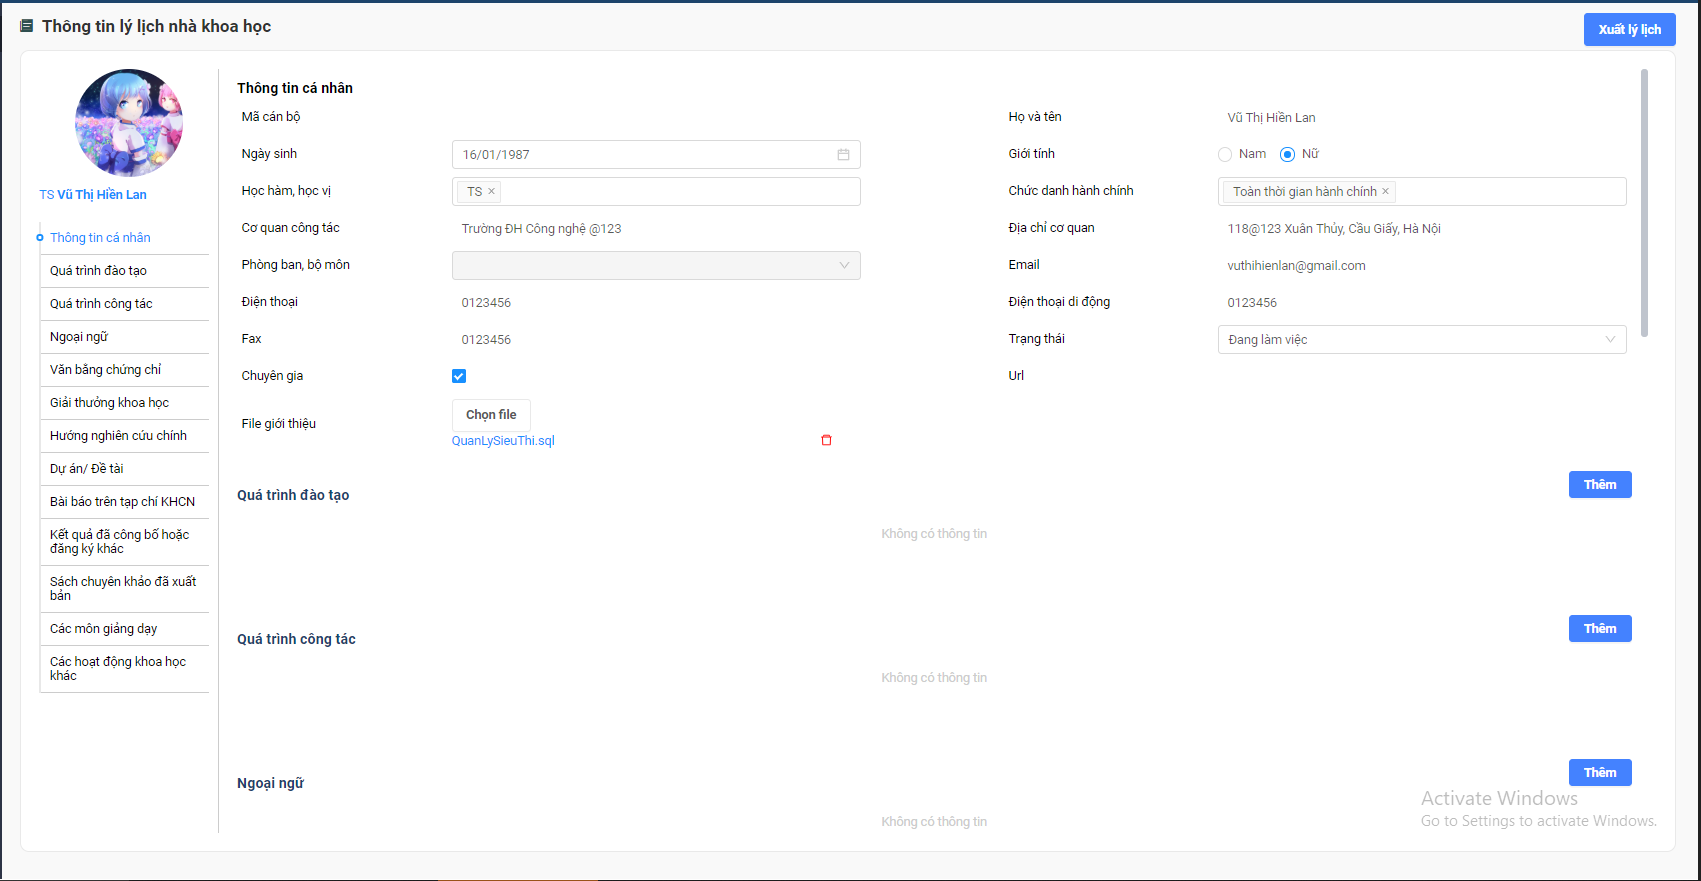 Thông tin lý lịch nhà khoa học
Xuất lý lịch
TS Vũ Thị Hiền Lan
Thông tin cá nhân
Quá trình đào tạo
Quá trình công tác
Ngoại ngữ
Văn bằng chứng chỉ
Giải thưởng khoa học
Hướng nghiên cứu chính
Dự án/ Đề tài
Bài báo trên tạp chí KHCN
Kết quả đã công bố hoặc
đăng ký khác
Sách chuyên khảo đã xuất
bản
Các môn giảng dạy
Các hoạt động khoa học
khác
Thông tin cá nhân
Mã cán bộ
Họ và tên Vũ Thị Hiền Lan
Ngày sinh 16/01/1987
Giới tính Nam Nữ
Học hàm, học vị TS ×
Chức danh hành chính Toàn thời gian hành chính ×
Cơ quan công tác Trường ĐH Công nghệ @123
Địa chỉ cơ quan 118@123 Xuân Thủy, Cầu Giấy, Hà Nội
Phòng ban, bộ môn
Email vuthihienlan@gmail.com
Điện thoại 0123456
Điện thoại di động 0123456
Fax 0123456
Trạng thái Đang làm việc
Chuyên gia
Url
File giới thiệu Chọn file
QuanLySieuThi.sql
Quá trình đào tạo Thêm
Không có thông tin
Quá trình công tác Thêm
Không có thông tin
Ngoại ngữ Thêm
Không có thông tin
Activate Windows
Go to Settings to activate Windows.